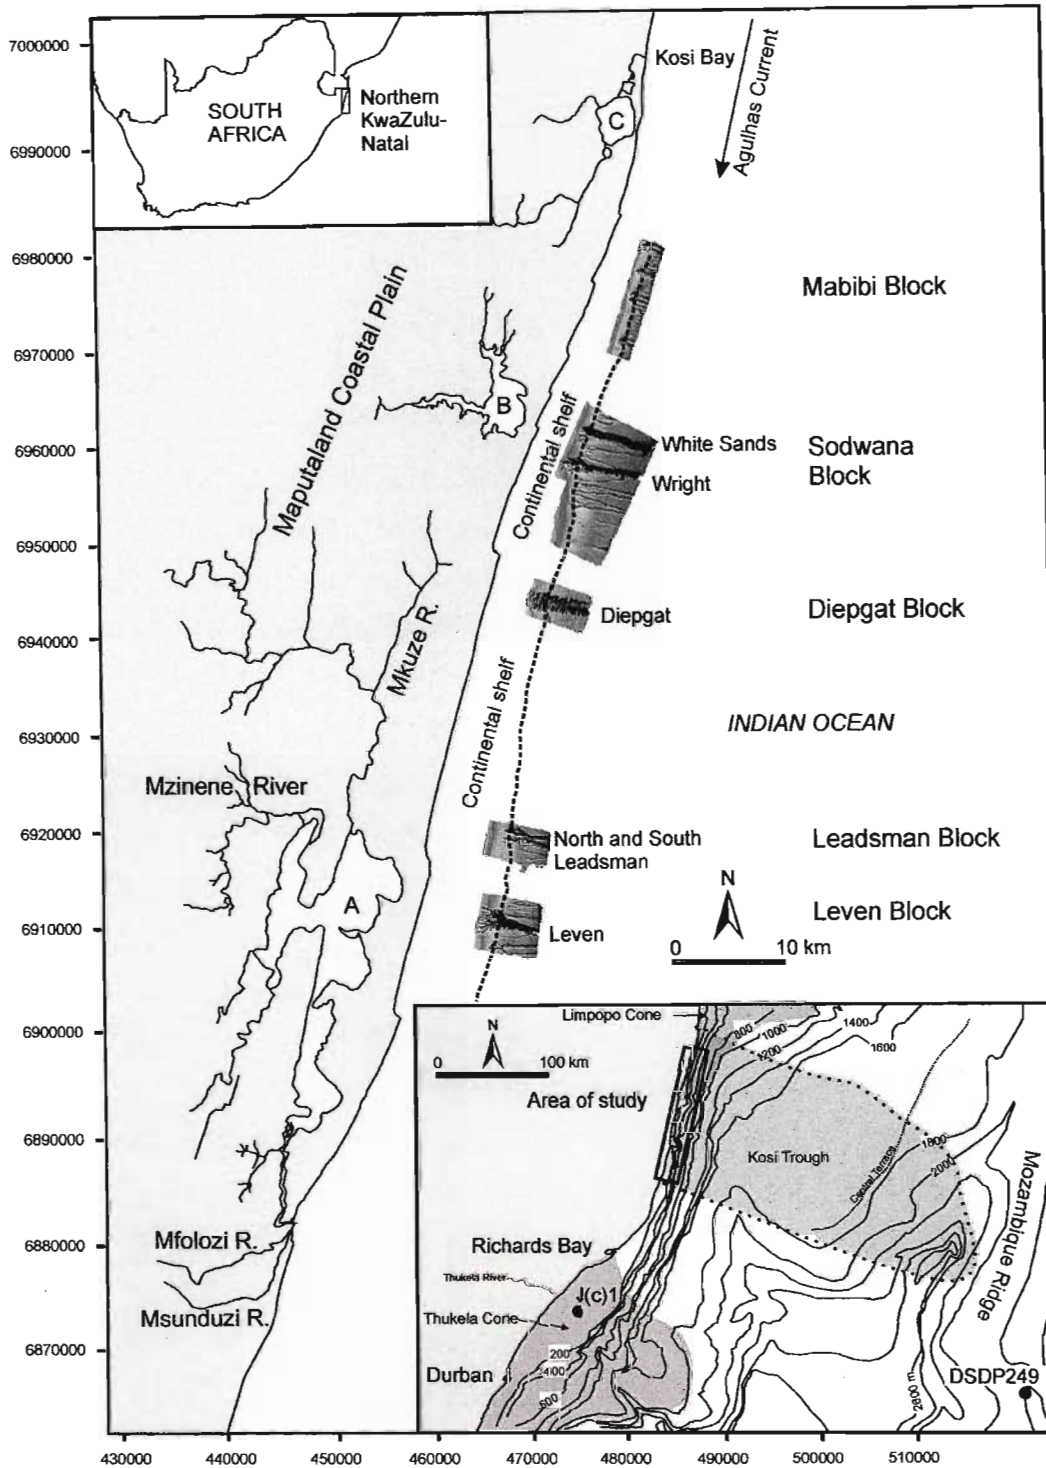 7000000
6990000
6980000
6970000
6960000
6950000
6940000
6930000
6920000
6910000
6900000
6890000
6880000
6870000
430000
440000
450000
460000
470000
480000
490000
500000
510000
SOUTH
AFRICA
Northern
KwaZulu-
Natal
Kosi Bay
Agulhas Current
C
B
A
Maputaland Coastal Plain
Continental shelf
Continental shelf
Mabibi Block
White Sands
Wright
Sodwana
Block
Diepgat
Diepgat Block
INDIAN OCEAN
Mkuze R.
Mzinene River
North and South
Leadsman
Leadsman Block
Leven
Leven Block
N
0 10 km
Mfolozi R.
Msunduzi R.
Limpopo Cone
N
0 100 km
Area of study
800
1000
1200
1400
1600
Kosi Trough
Central Terrace
1800
2000
Mozambique Ridge
Richards Bay
Thukela River
J(c)1
Thukela Cone
Durban
200
400
600
2800 m
DSDP249